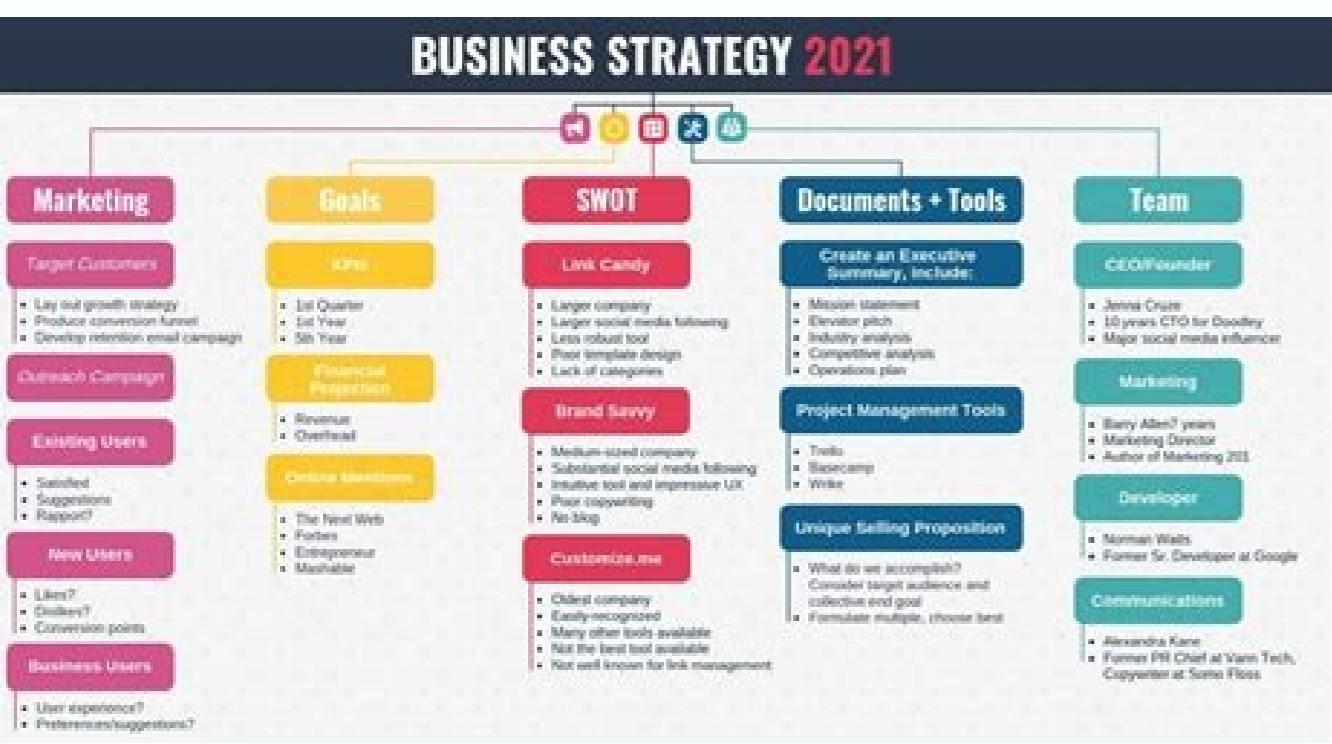 BUSINESS STRATEGY 2021
Marketing
Target Customers
Lay out growth strategy
Produce conversion funnel
Develop retention email campaign
Outreach Campaign
Existing Users
Satisfied
Suggestions
Rapport?
New Users
Likes?
Dislikes?
Conversion points
Business Users
User experience?
Preferences/suggestions?
Goals
KPIs
1st Quarter
1st Year
5th Year
Financial
Projection
Revenue
Overhead
Online Mentions
The Next Web
Forbes
Entrepreneur
Mashable
SWOT
Link Candy
Larger company
Larger social media following
Less robust tool
Poor template design
Lack of categories
Brand Savvy
Medium-sized company
Substantial social media following
Intuitive tool and impressive UX
Poor copywriting
No blog
Customize.me
Oldest company
Easily-recognized
Many other tools available
Not the best tool available
Not well known for link management
Documents + Tools
Create an Executive
Summary, include:
Mission statement
Elevator pitch
Industry analysis
Competitive analysis
Operations plan
Project Management Tools
Trello
Basecamp
Wrike
Unique Selling Proposition
What do we accomplish?
Consider target audience and
collective end goal
Formulate multiple, choose best
Team
CEO/Founder
Jenna Cruze
10 years CTO for Doodley
Major social media influencer
Marketing
Barry Allen7 years
Marketing Director
Author of Marketing 201
Developer
Norman Watts
Former Sr. Developer at Google
Communications
Alexandra Kane
Former PR Chief at Vann Tech,
Copywriter at Somo Floss